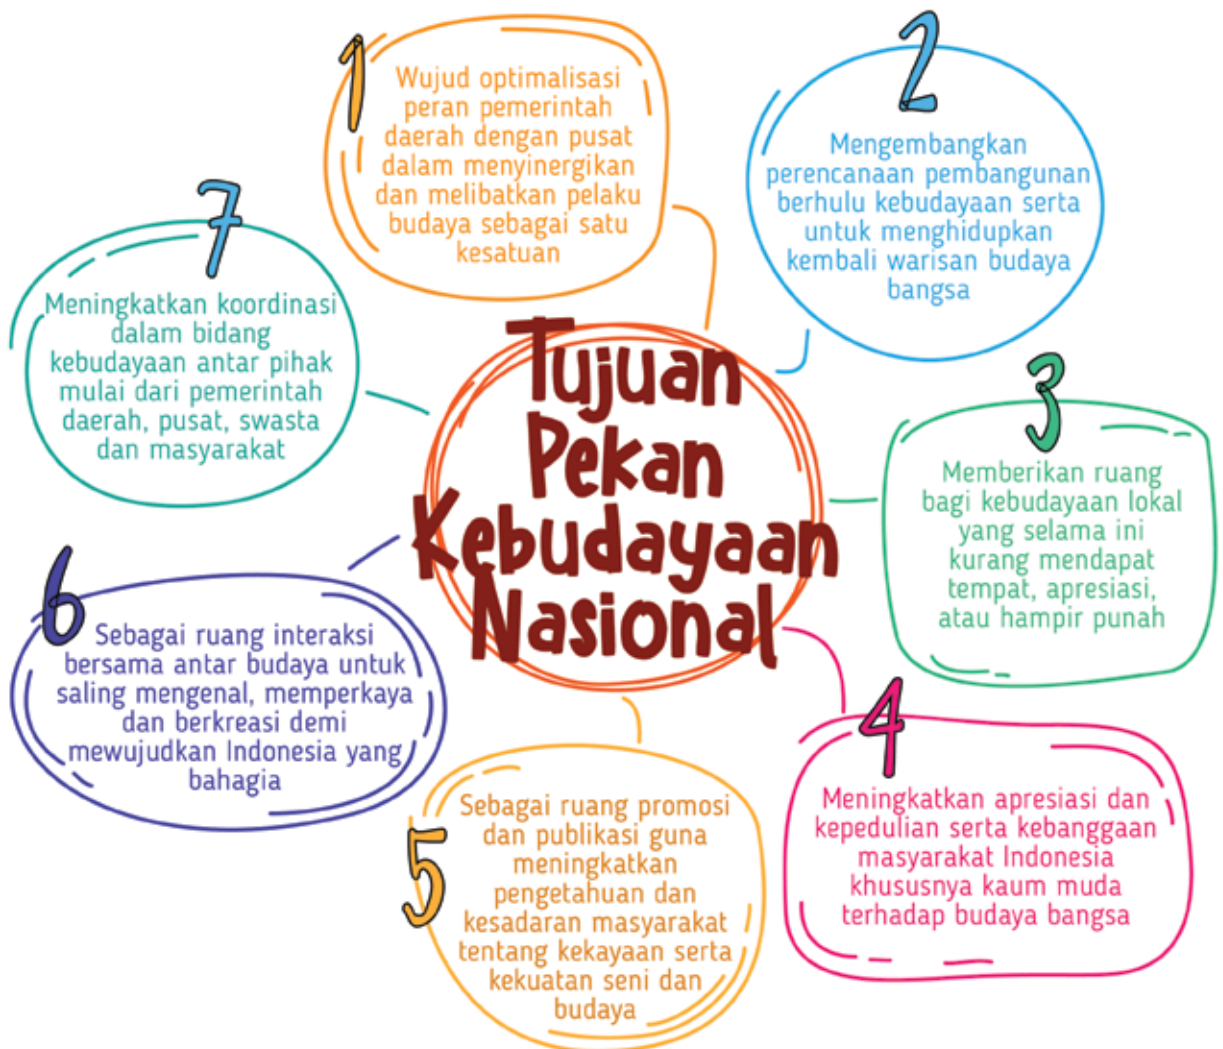 1
Wujud optimalisasi
peran pemerintah
daerah dengan pusat
dalam menyinergikan
dan melibatkan pelaku
budaya sebagai satu
kesatuan
2
Mengembangkan
perencanaan pembangunan
berhulu kebudayaan serta
untuk menghidupkan
kembali warisan budaya
bangsa
7
Meningkatkan koordinasi
dalam bidang
kebudayaan antar pihak
mulai dari pemerintah
daerah, pusat, swasta
dan masyarakat
Tujuan
Pekan
Kebudayaan
Nasional
3
Memberikan ruang
bagi kebudayaan lokal
yang selama ini
kurang mendapat
tempat, apresiasi,
atau hampir punah
6
Sebagai ruang interaksi
bersama antar budaya untuk
saling mengenal, memperkaya
dan berkreasi demi
mewujudkan Indonesia yang
bahagia
4
Meningkatkan apresiasi dan
kepedulian serta kebanggaan
masyarakat Indonesia
khususnya kaum muda
terhadap budaya bangsa
5
Sebagai ruang promosi
dan publikasi guna
meningkatkan
pengetahuan dan
kesadaran masyarakat
tentang kekayaan serta
kekuatan seni dan
budaya